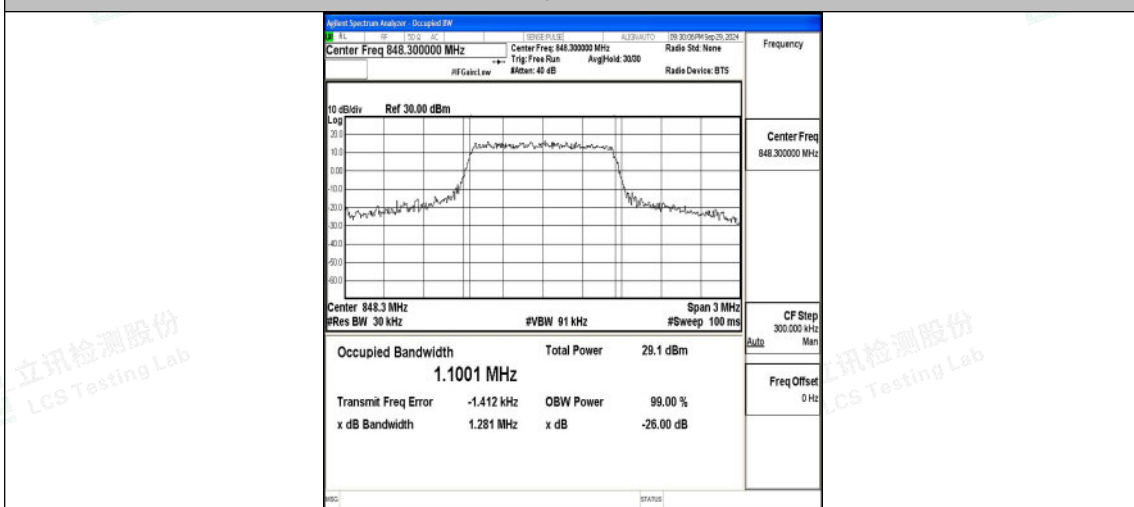 Agilent Spectrum Analyzer - Occupied BW
RL RF 50 Ω AC SENSE:PULSE ALIGNAUTO 09:30:06PM Sep 29, 2024
Center Freq 848.300000 MHz
Center Freq: 848.300000 MHz
Radio Std: None
Trig: Free Run Avg|Hold: 30/30
#IFGain:Low #Atten: 40 dB Radio Device: BTS
Frequency
10 dB/div Ref 30.00 dBm
Log
20.0
10.0
0.00
-10.0
-20.0
-30.0
-40.0
-50.0
-60.0
Center Freq
848.300000 MHz
Center 848.3 MHz Span 3 MHz
#Res BW 30 kHz #VBW 91 kHz #Sweep 100 ms
CF Step
300.000 kHz
Auto Man
Occupied Bandwidth Total Power 29.1 dBm
1.1001 MHz
Freq Offset
0 Hz
Transmit Freq Error -1.412 kHz OBW Power 99.00 %
x dB Bandwidth 1.281 MHz x dB -26.00 dB
MSG STATUS
立讯检测股份
LCS Testing Lab
立讯检测股份
LCS Testing Lab